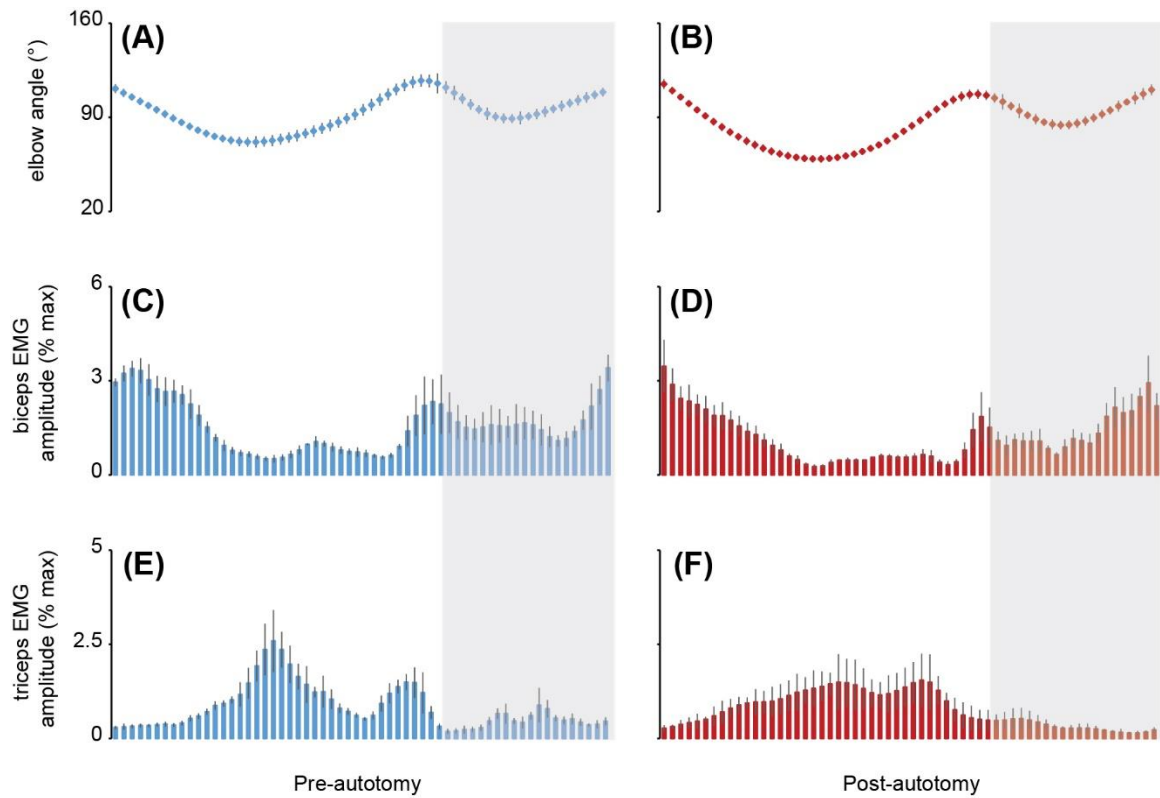 160
(A)
(B)
elbow angle (°)
90
20
6
(C)
(D)
biceps EMG
amplitude (% max)
3
0
5
(E)
(F)
triceps EMG
amplitude (% max)
2.5
0
Pre-autotomy
Post-autotomy